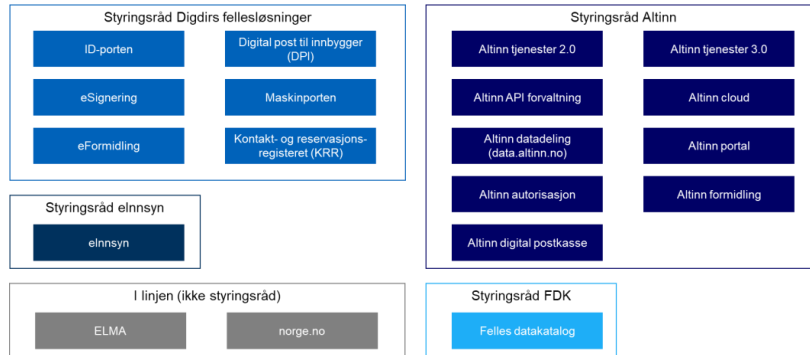 Styringsråd Digdirs fellesløsninger
ID-porten
Digital post til innbygger
(DPI)
eSignering
Maskinporten
eFormidling
Kontakt- og reservasjons-
registeret (KRR)
Styringsråd eInnsyn
eInnsyn
Styringsråd Altinn
Altinn tjenester 2.0
Altinn tjenester 3.0
Altinn API forvaltning
Altinn cloud
Altinn datadeling
(data.altinn.no)
Altinn portal
Altinn autorisasjon
Altinn formidling
Altinn digital postkasse
I linjen (ikke styringsråd)
ELMA
norge.no
Styringsråd FDK
Felles datakatalog